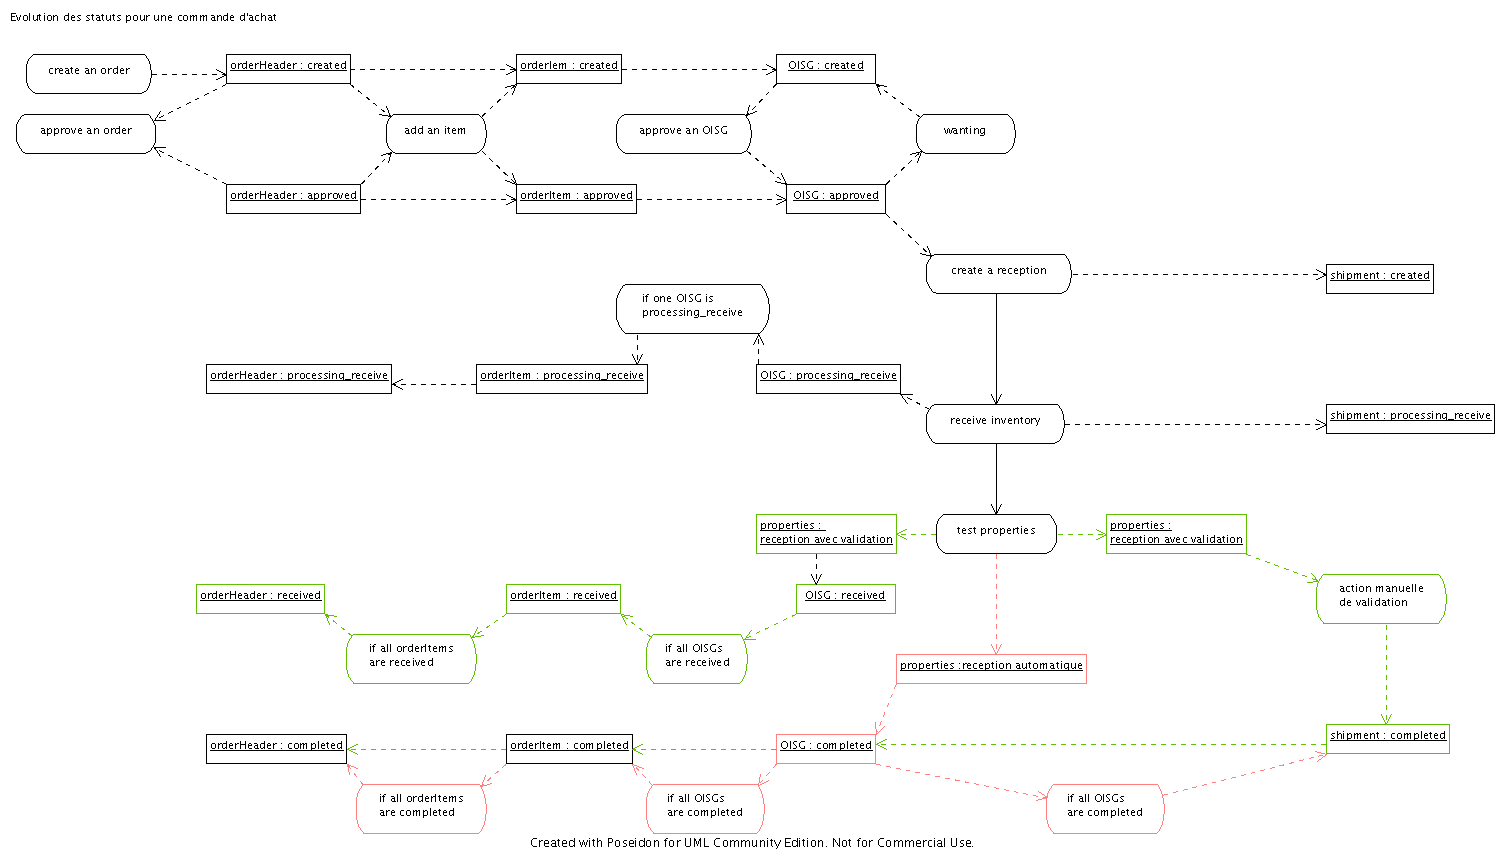 Evolution des statuts pour une commande d'achat
create an order
orderHeader : created
orderIem : created
OISG : created
approve an order
add an item
approve an OISG
wanting
orderHeader : approved
orderItem : approved
OISG : approved
create a reception
shipment : created
if one OISG is
processing_receive
orderHeader : processing_receive
orderItem : processing_receive
OISG : processing_receive
receive inventory
shipment : processing_receive
properties :
reception avec validation
test properties
properties :
reception avec validation
orderHeader : received
orderItem : received
OISG : received
action manuelle
de validation
if all orderItems
are received
if all OISGs
are received
properties :reception automatique
orderHeader : completed
orderItem : completed
OISG : completed
shipment : completed
if all orderItems
are completed
if all OISGs
are completed
if all OISGs
are completed
Created with Poseidon for UML Community Edition. Not for Commercial Use.